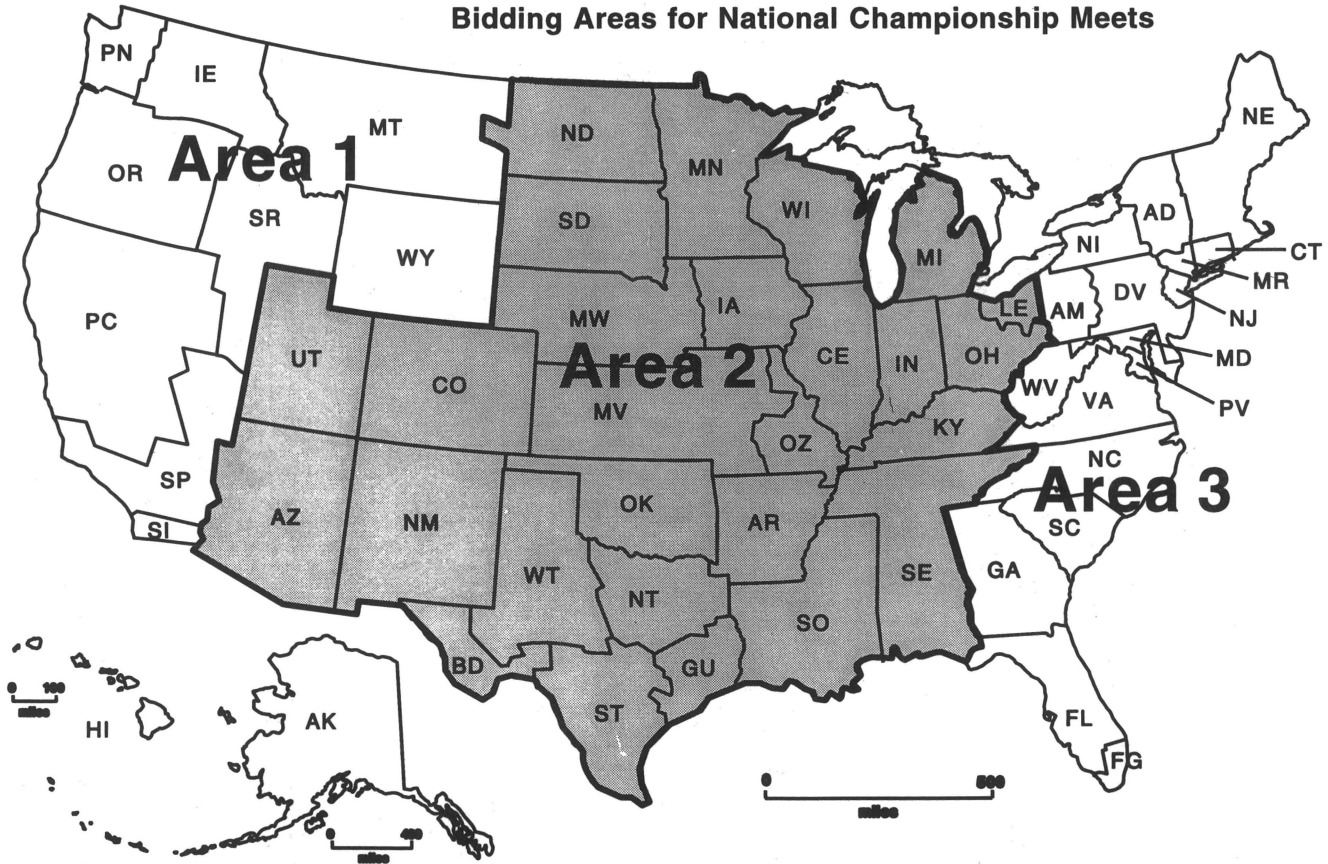 Bidding Areas for National Championship Meets
PN
IE
MT
ND
MN
NE
OR
Area 1
SR
WY
SD
WI
MI
AD
NI
CT
MR
NJ
MD
PV
PC
UT
CO
MW
IA
Area 2
MV
CE
IN
OH
LE
AM
DV
WV
VA
KY
OZ
SP
SI
AZ
NM
OK
AR
NC
Area 3
SC
GA
SE
WT
NT
SO
BD
GU
ST
FL
FG
HI
AK
0 100
miles
0 400
miles
0 500
miles